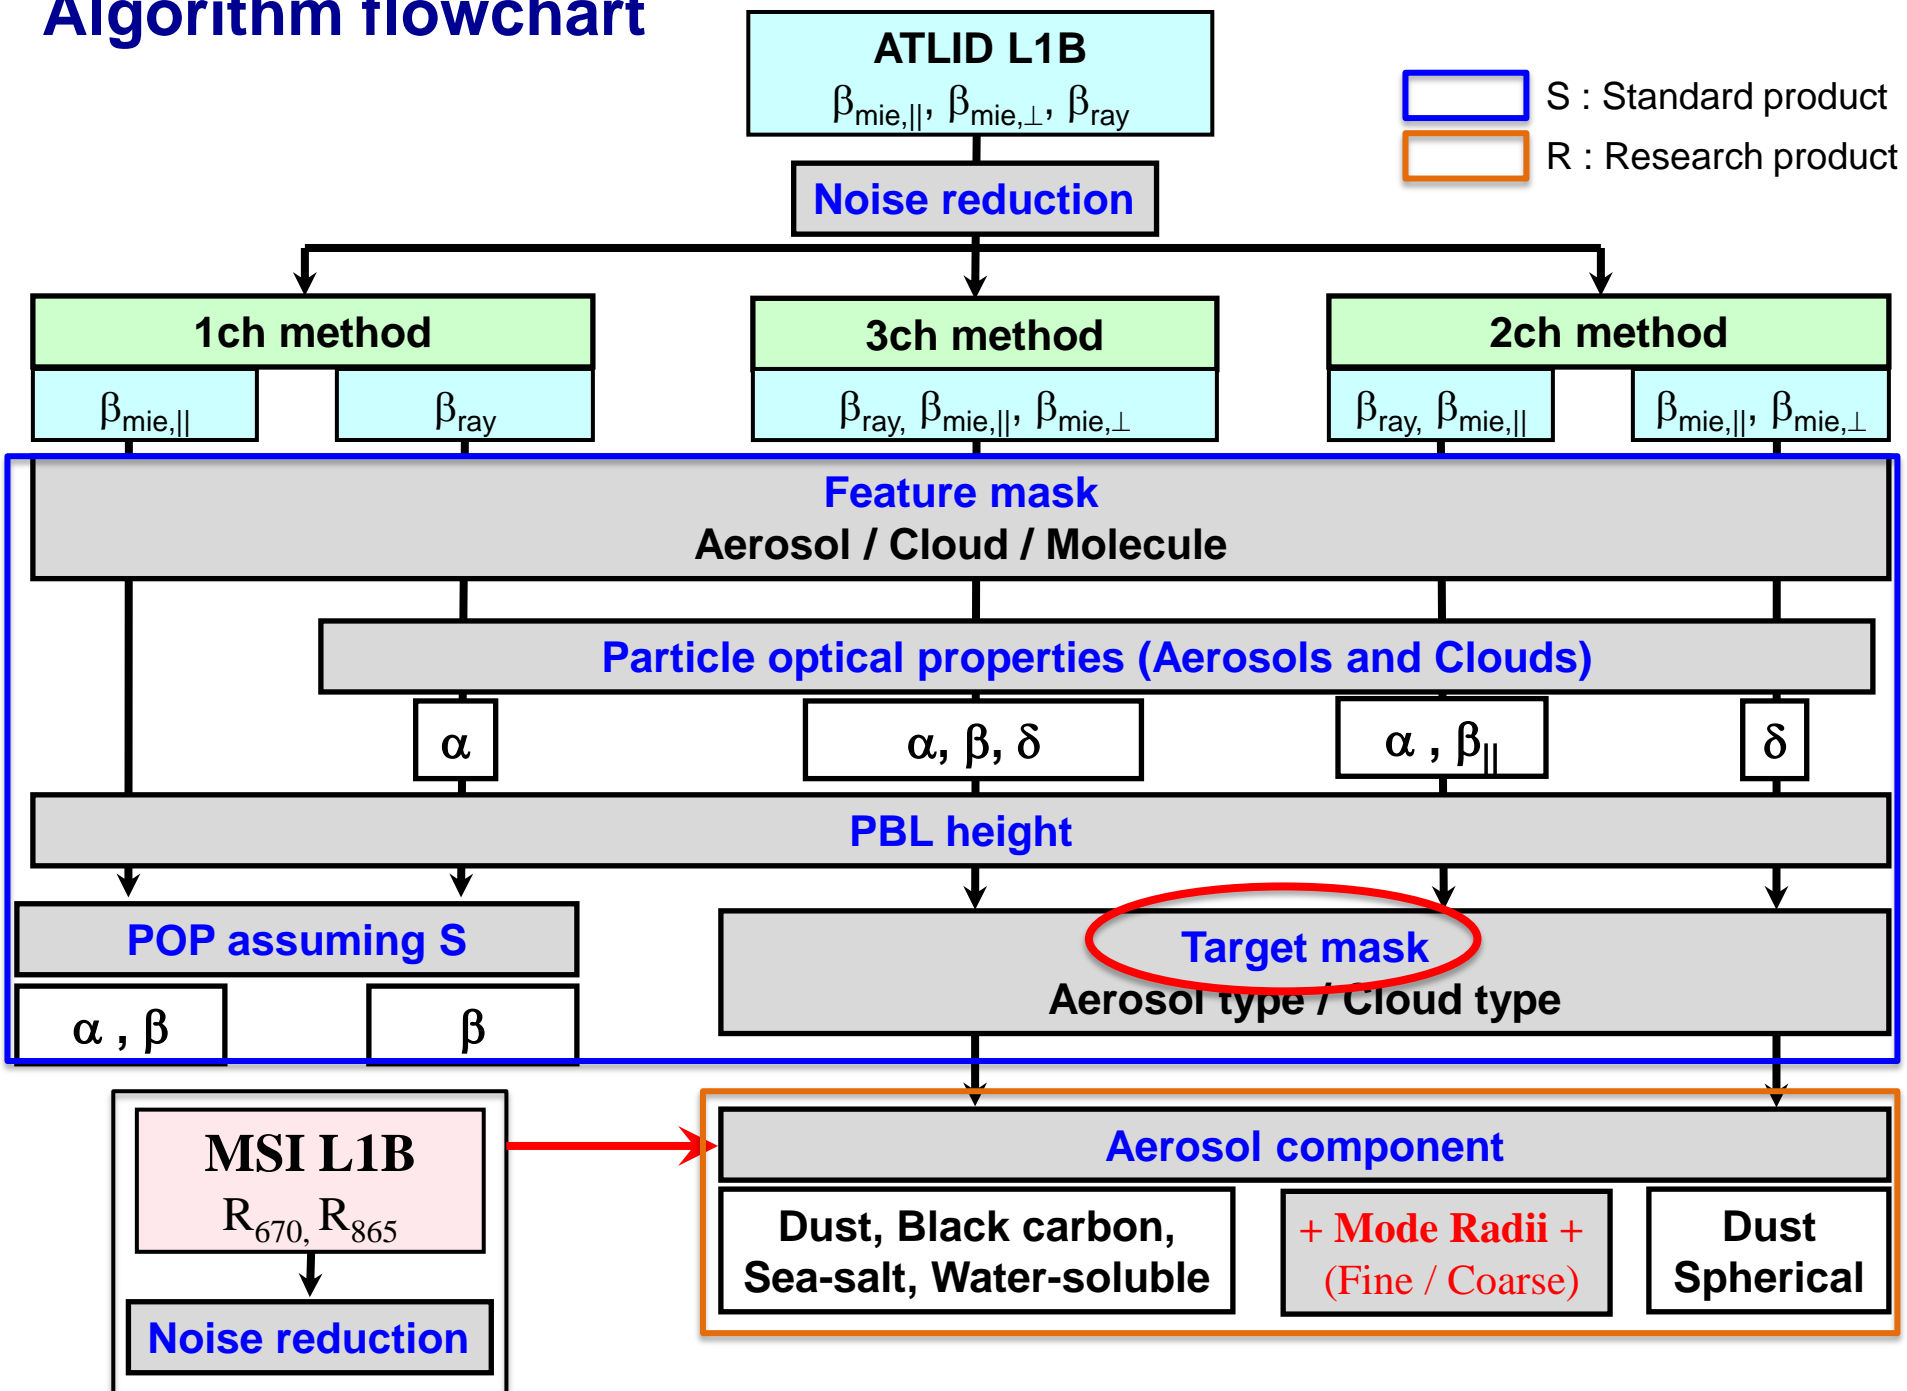 Algorithm flowchart
ATLID L1B
βmie,||, βmie,⊥, βray
S : Standard product
R : Research product
Noise reduction
1ch method
3ch method
2ch method
βmie,||
βray
βray, βmie,||, βmie,⊥
βray, βmie,||
βmie,||, βmie,⊥
Feature mask
Aerosol / Cloud / Molecule
Particle optical properties (Aerosols and Clouds)
α
α, β, δ
α , β||
δ
PBL height
POP assuming S
α , β
β
Target mask
Aerosol type / Cloud type
MSI L1B
R670, R865
Noise reduction
Aerosol component
Dust, Black carbon,
Sea-salt, Water-soluble
+ Mode Radii +
(Fine / Coarse)
Dust
Spherical